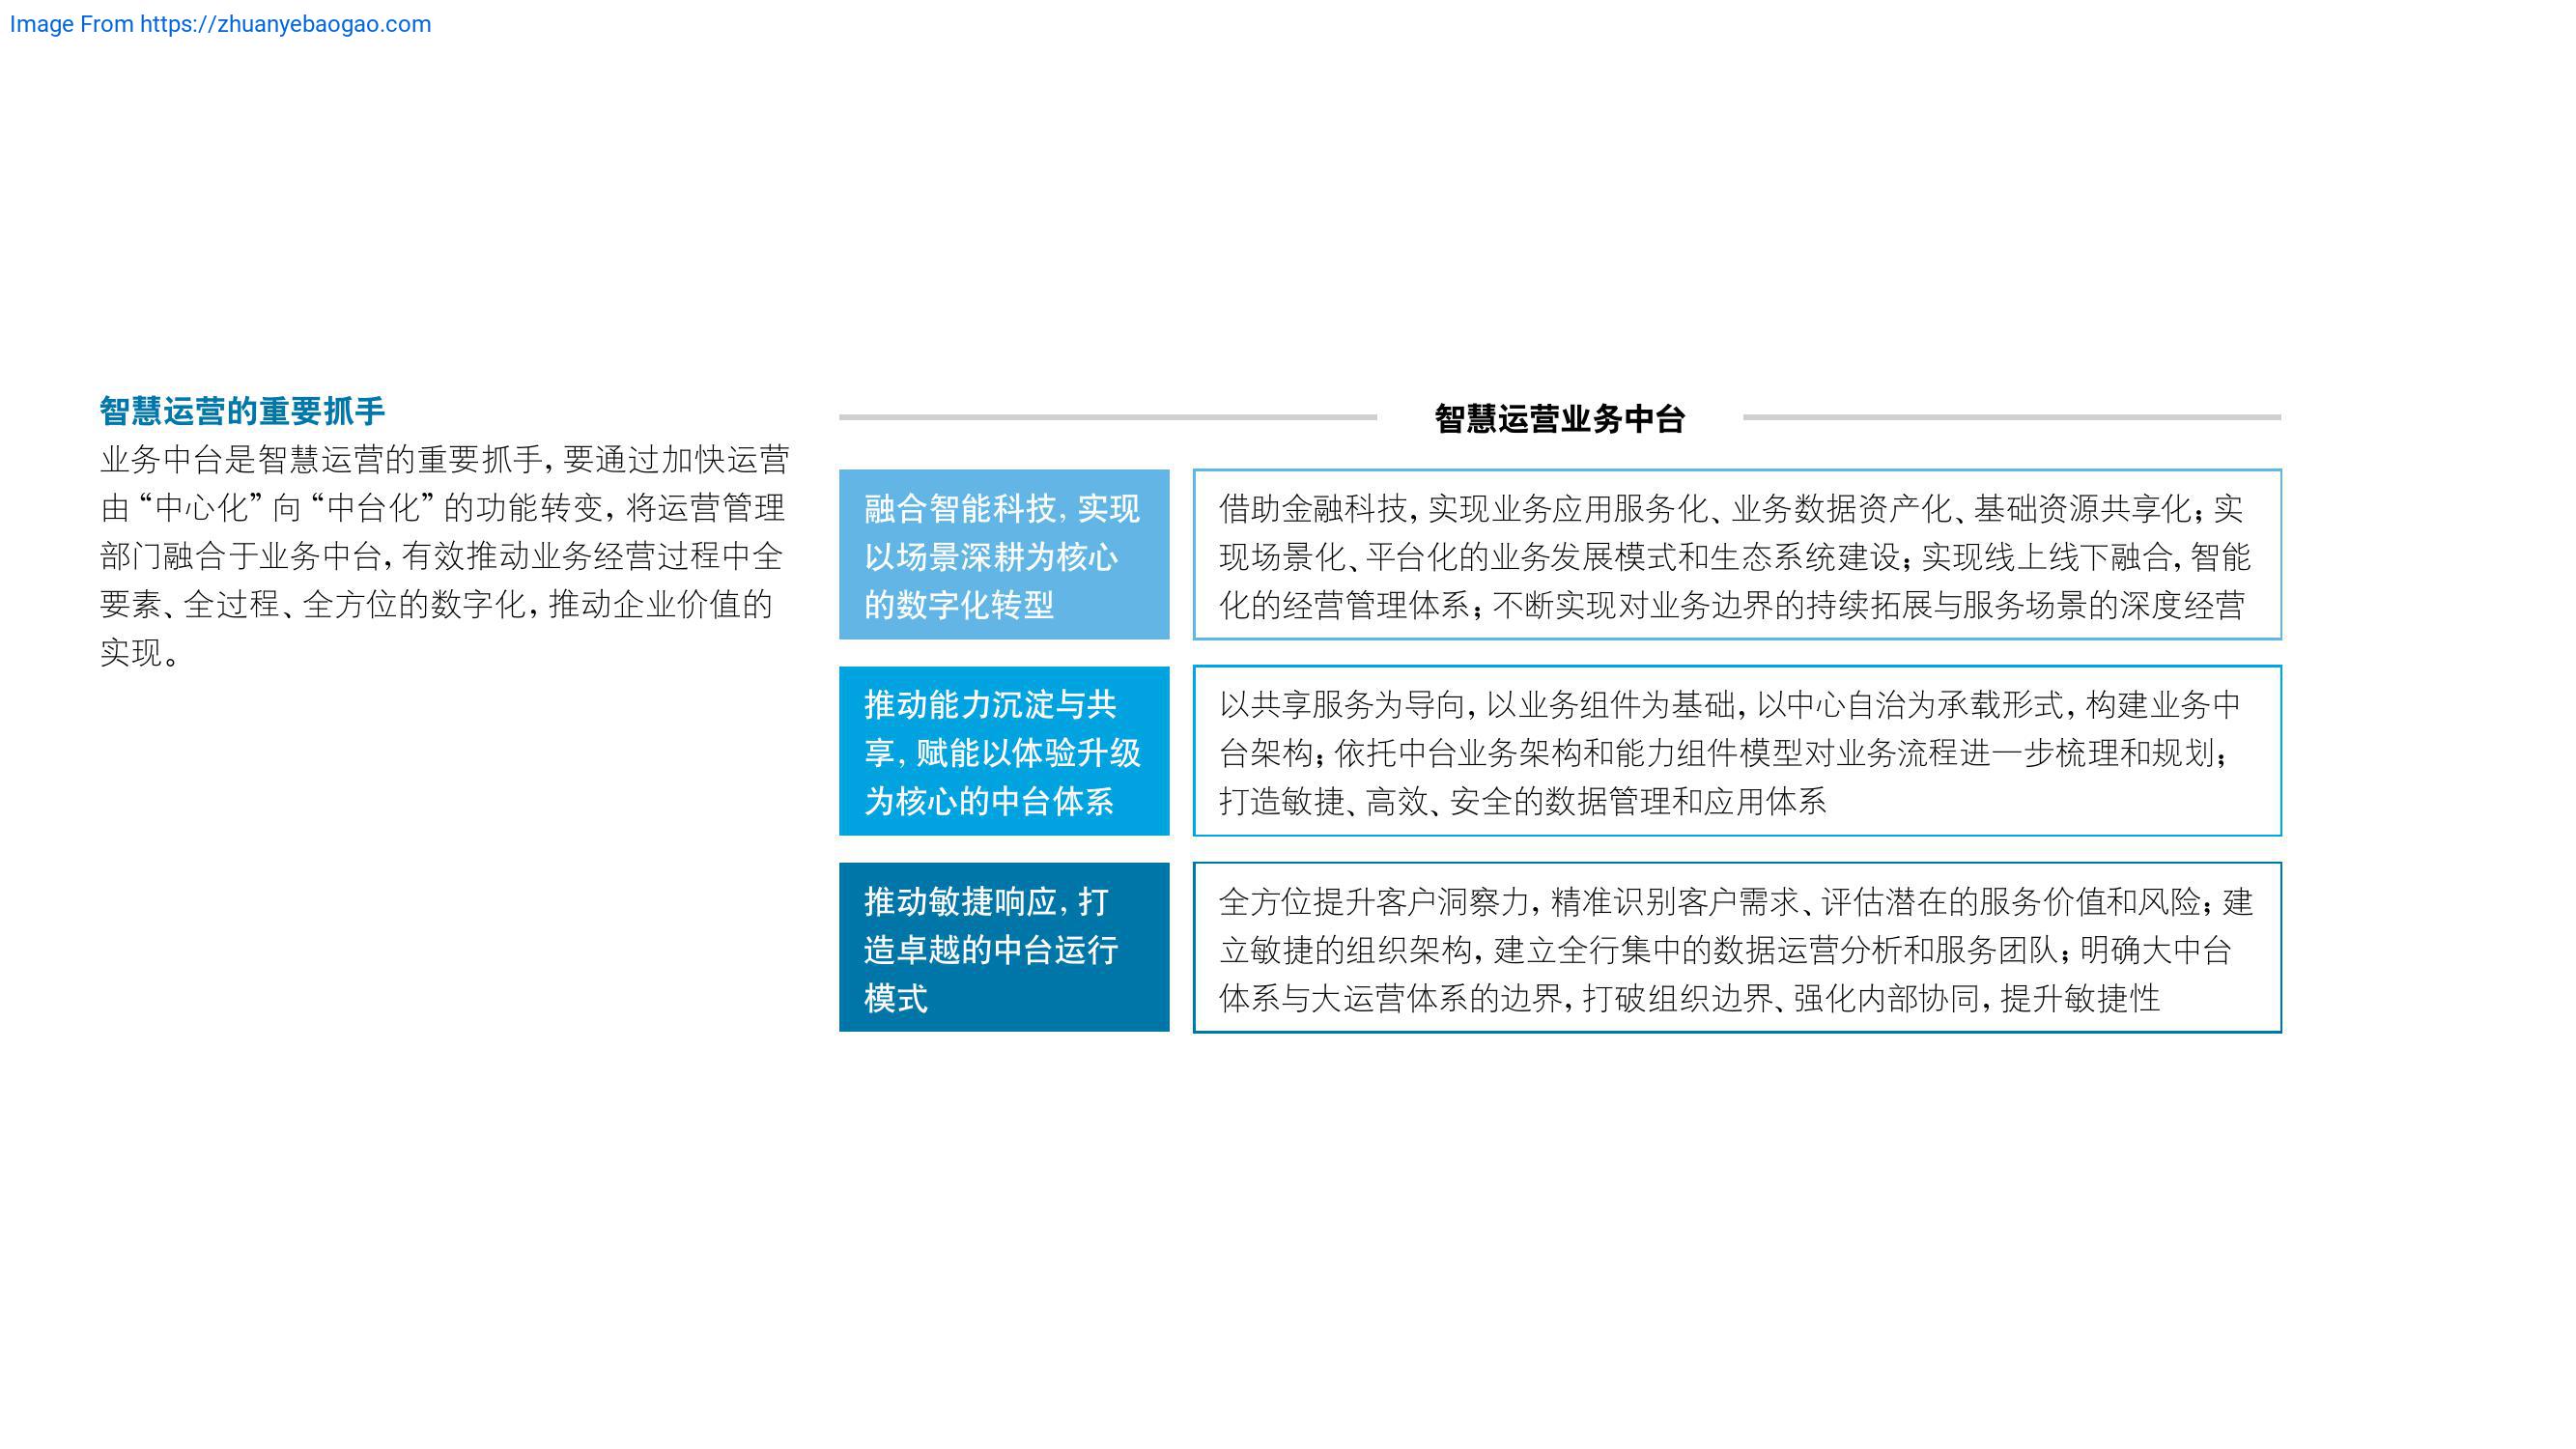 Image From https://zhuanyebaogao.com
智慧运营的重要抓手
业务中台是智慧运营的重要抓手，要通过加快运营
由“中心化”向“中台化”的功能转变，将运营管理
部门融合于业务中台，有效推动业务经营过程中全
要素、全过程、全方位的数字化，推动企业价值的
实现。
智慧运营业务中台
融合智能科技，实现
以场景深耕为核心
的数字化转型
借助金融科技，实现业务应用服务化、业务数据资产化、基础资源共享化；实
现场景化、平台化的业务发展模式和生态系统建设；实现线上线下融合，智能
化的经营管理体系；不断实现对业务边界的持续拓展与服务场景的深度经营
推动能力沉淀与共
享，赋能以体验升级
为核心的中台体系
以共享服务为导向，以业务组件为基础，以中心自治为承载形式，构建业务中
台架构；依托中台业务架构和能力组件模型对业务流程进一步梳理和规划；
打造敏捷、高效、安全的数据管理和应用体系
推动敏捷响应，打
造卓越的中台运行
模式
全方位提升客户洞察力，精准识别客户需求、评估潜在的服务价值和风险；建
立敏捷的组织架构，建立全行集中的数据运营分析和服务团队；明确大中台
体系与大运营体系的边界，打破组织边界、强化内部协同，提升敏捷性